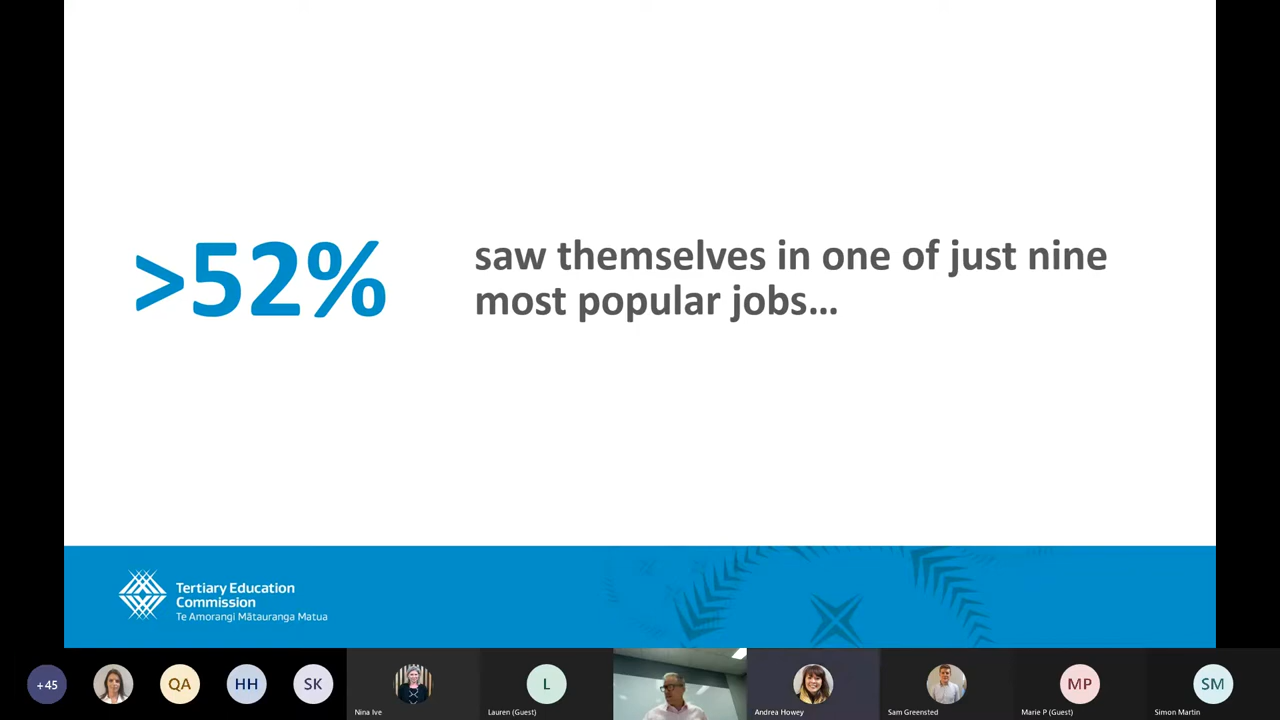 >52%
saw themselves in one of just nine
most popular jobs...
Tertiary Education
Commission
Te Amorangi Mātauranga Matua
+45
QA
HH
SK
Nina Ive
L
Lauren (Guest)
Andrea Howey
Sam Greensted
MP
Marie P (Guest)
SM
Simon Martin